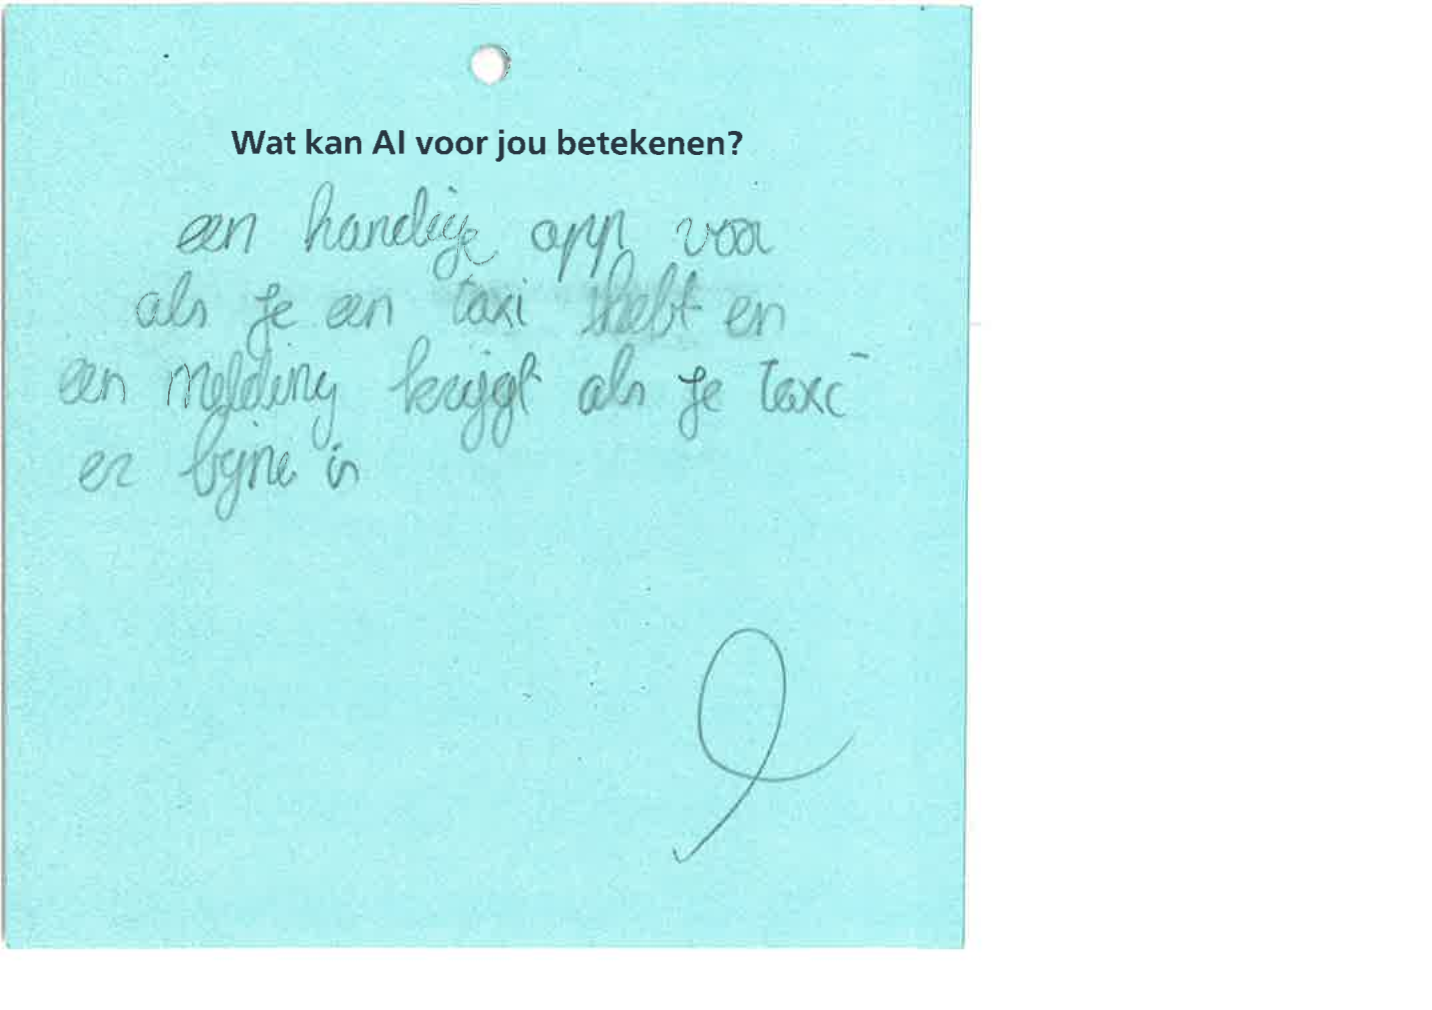 Wat kan AI voor jou betekenen?
een handige app voor
als je een taxi hebt en
een melding krijgt als je taxi
er bijne is